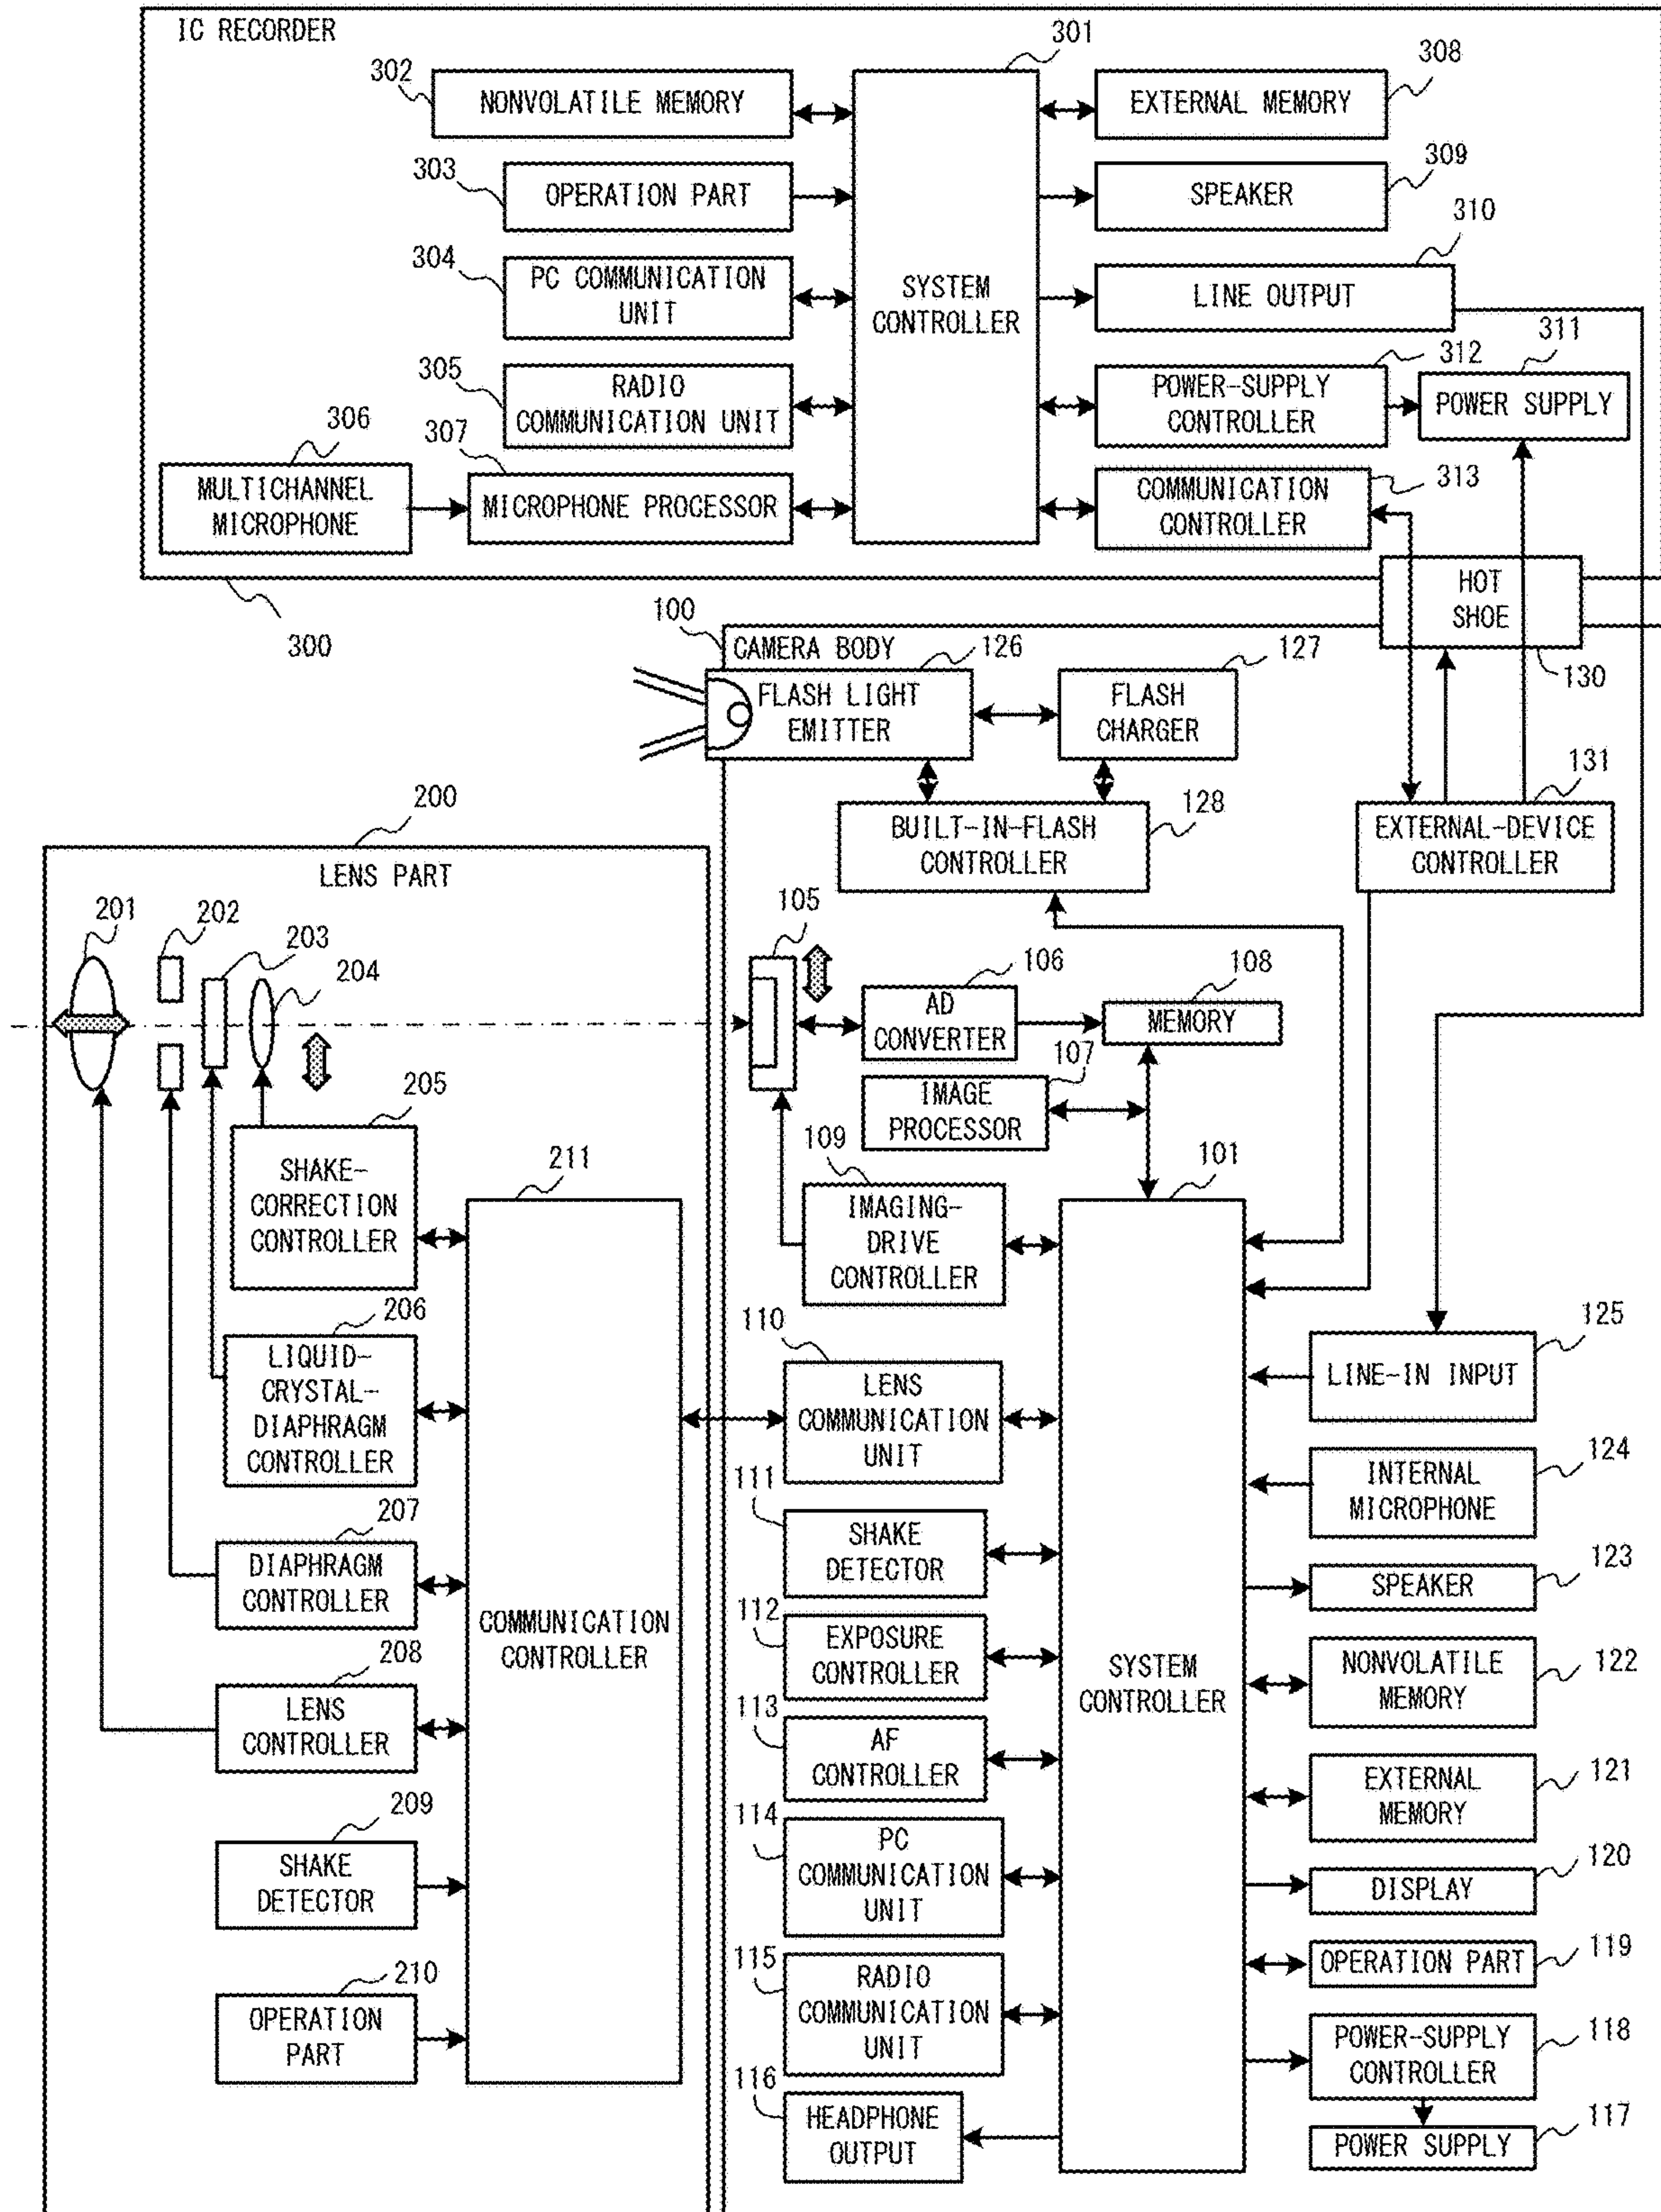 IC RECORDER
301
302
NONVOLATILE MEMORY
308
EXTERNAL MEMORY
303
OPERATION PART
309
SPEAKER
304
PC COMMUNICATION
UNIT
SYSTEM
CONTROLLER
310
LINE OUTPUT
305
RADIO
COMMUNICATION UNIT
312
POWER-SUPPLY
CONTROLLER
311
POWER SUPPLY
306
MULTICHANNEL
MICROPHONE
307
MICROPHONE PROCESSOR
COMMUNICATION
CONTROLLER
313
HOT
SHOE
300
100
CAMERA BODY
126
127
130
FLASH LIGHT
EMITTER
FLASH
CHARGER
131
128
BUILT-IN-FLASH
CONTROLLER
EXTERNAL-DEVICE
CONTROLLER
200
LENS PART
201
202
203
204
105
106
AD
CONVERTER
108
MEMORY
107
IMAGE
PROCESSOR
205
SHAKE-
CORRECTION
CONTROLLER
211
109
IMAGING-
DRIVE
CONTROLLER
101
206
LIQUID-
CRYSTAL-
DIAPHRAGM
CONTROLLER
110
LENS
COMMUNICATION
UNIT
125
LINE-IN INPUT
124
INTERNAL
MICROPHONE
111
SHAKE
DETECTOR
207
DIAPHRAGM
CONTROLLER
123
SPEAKER
COMMUNICATION
CONTROLLER
112
EXPOSURE
CONTROLLER
SYSTEM
CONTROLLER
NONVOLATILE
MEMORY
122
208
LENS
CONTROLLER
113
AF
CONTROLLER
EXTERNAL
MEMORY
121
209
SHAKE
DETECTOR
114
PC
COMMUNICATION
UNIT
120
DISPLAY
119
OPERATION PART
210
OPERATION
PART
115
RADIO
COMMUNICATION
UNIT
POWER-SUPPLY
CONTROLLER
118
116
HEADPHONE
OUTPUT
117
POWER SUPPLY